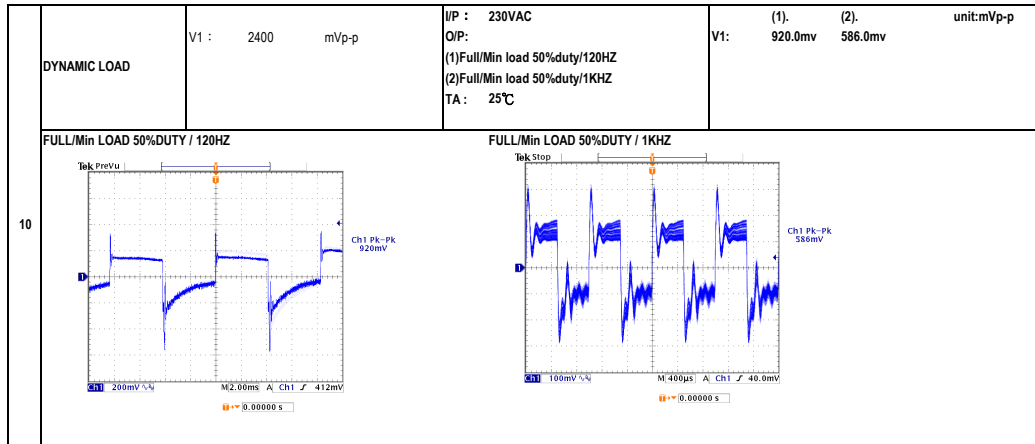 10
DYNAMIC LOAD
V1 : 2400 mVp-p
I/P : 230VAC
O/P:
(1)Full/Min load 50%duty/120HZ
(2)Full/Min load 50%duty/1KHZ
TA : 25℃
(1). (2). unit:mVp-p
V1: 920.0mv 586.0mv
FULL/Min LOAD 50%DUTY / 120HZ
Tek PreVu
Ch1 Pk-Pk
920mV
1
Ch1 200mV M 2.00ms A Ch1 412mV
0.00000 s
FULL/Min LOAD 50%DUTY / 1KHZ
Tek Stop
Ch1 Pk-Pk
586mV
1
Ch1 100mV M 400µs A Ch1 40.0mV
0.00000 s